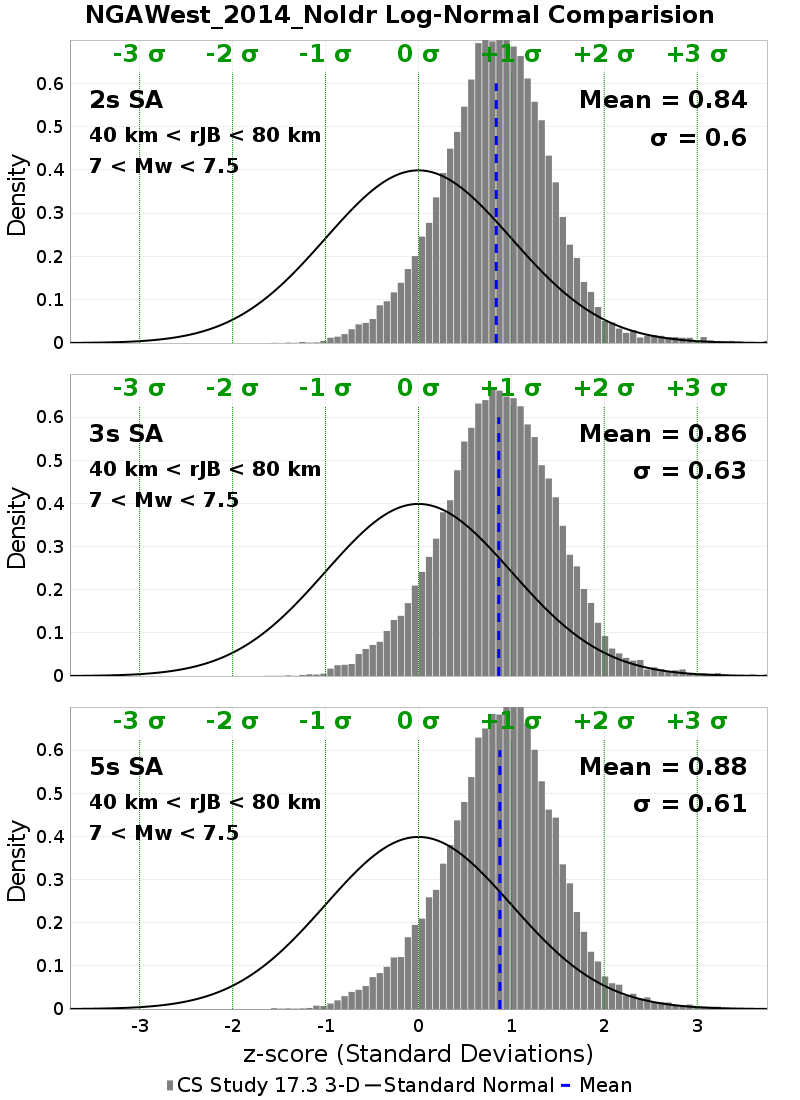 NGAWest_2014_NoIdr Log-Normal Comparision
-3 σ -2 σ -1 σ 0 σ +1 σ +2 σ +3 σ
2s SA Mean = 0.84
40 km < rJB < 80 km σ = 0.6
7 < Mw < 7.5
Density
0.6
0.5
0.4
0.3
0.2
0.1
0
-3 σ -2 σ -1 σ 0 σ +1 σ +2 σ +3 σ
3s SA Mean = 0.86
40 km < rJB < 80 km σ = 0.63
7 < Mw < 7.5
Density
0.6
0.5
0.4
0.3
0.2
0.1
0
-3 σ -2 σ -1 σ 0 σ +1 σ +2 σ +3 σ
5s SA Mean = 0.88
40 km < rJB < 80 km σ = 0.61
7 < Mw < 7.5
Density
0.6
0.5
0.4
0.3
0.2
0.1
0
-3 -2 -1 0 1 2 3
z-score (Standard Deviations)
CS Study 17.3 3-D Standard Normal Mean